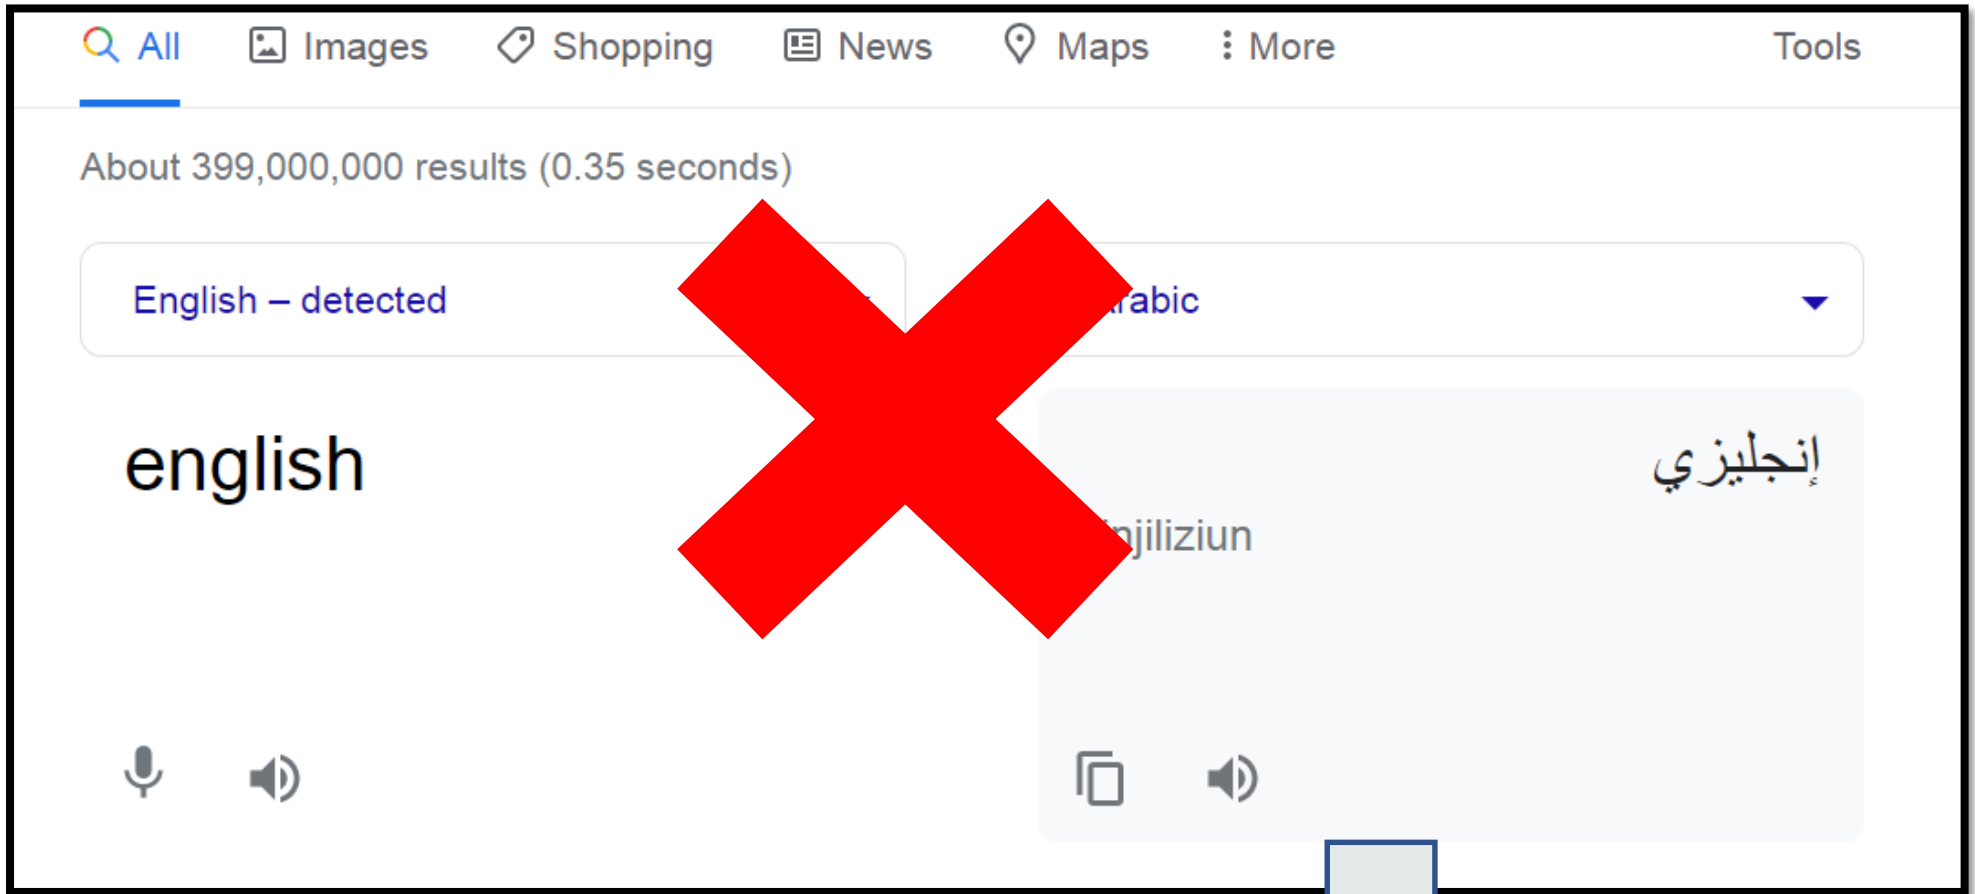 All Images Shopping News Maps More Tools
About 399,000,000 results (0.35 seconds)
English – detected
english
إنجليزي